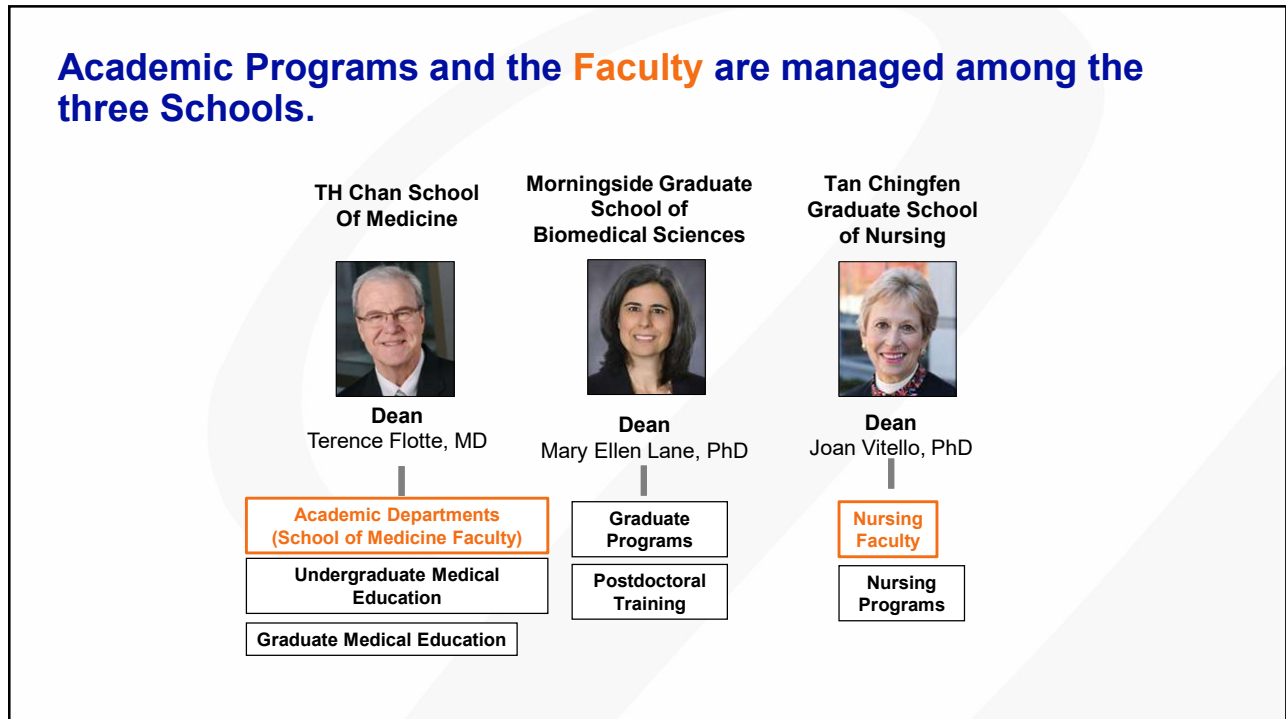 Academic Programs and the Faculty are managed among the
three Schools.
TH Chan School
Of Medicine
Dean
Terence Flotte, MD
Academic Departments
(School of Medicine Faculty)
Undergraduate Medical
Education
Graduate Medical Education
Morningside Graduate
School of
Biomedical Sciences
Dean
Mary Ellen Lane, PhD
Graduate
Programs
Postdoctoral
Training
Tan Chingfen
Graduate School
of Nursing
Dean
Joan Vitello, PhD
Nursing
Faculty
Nursing
Programs